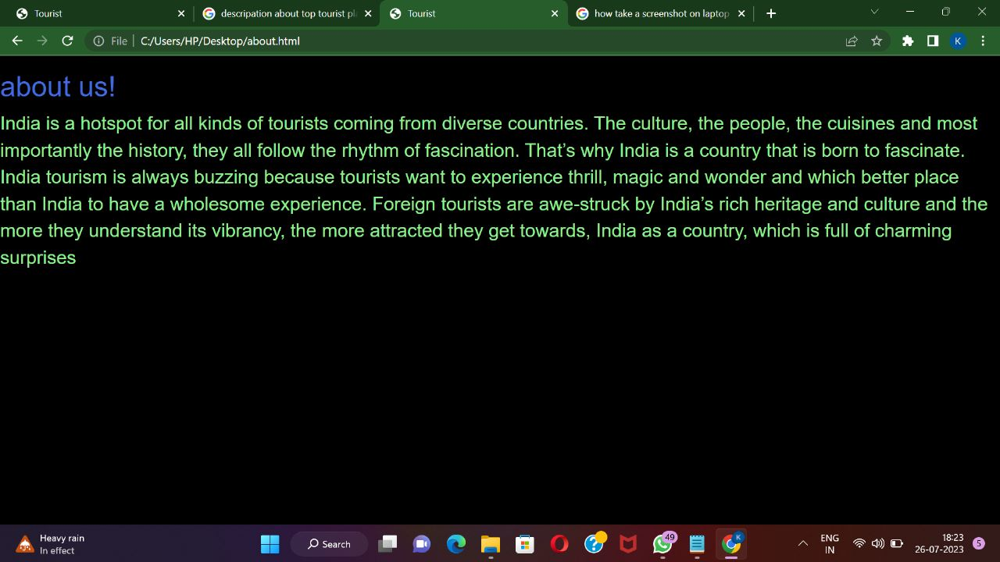 Tourist
descripation about top tourist pl
Tourist
how take a screenshot on laptop
File
C:/Users/HP/Desktop/about.html
K
about us!
India is a hotspot for all kinds of tourists coming from diverse countries. The culture, the people, the cuisines and most
importantly the history, they all follow the rhythm of fascination. That’s why India is a country that is born to fascinate.
India tourism is always buzzing because tourists want to experience thrill, magic and wonder and which better place
than India to have a wholesome experience. Foreign tourists are awe-struck by India’s rich heritage and culture and the
more they understand its vibrancy, the more attracted they get towards, India as a country, which is full of charming
surprises
Heavy rain
In effect
Search
49
K
ENG
IN
18:23
26-07-2023
5